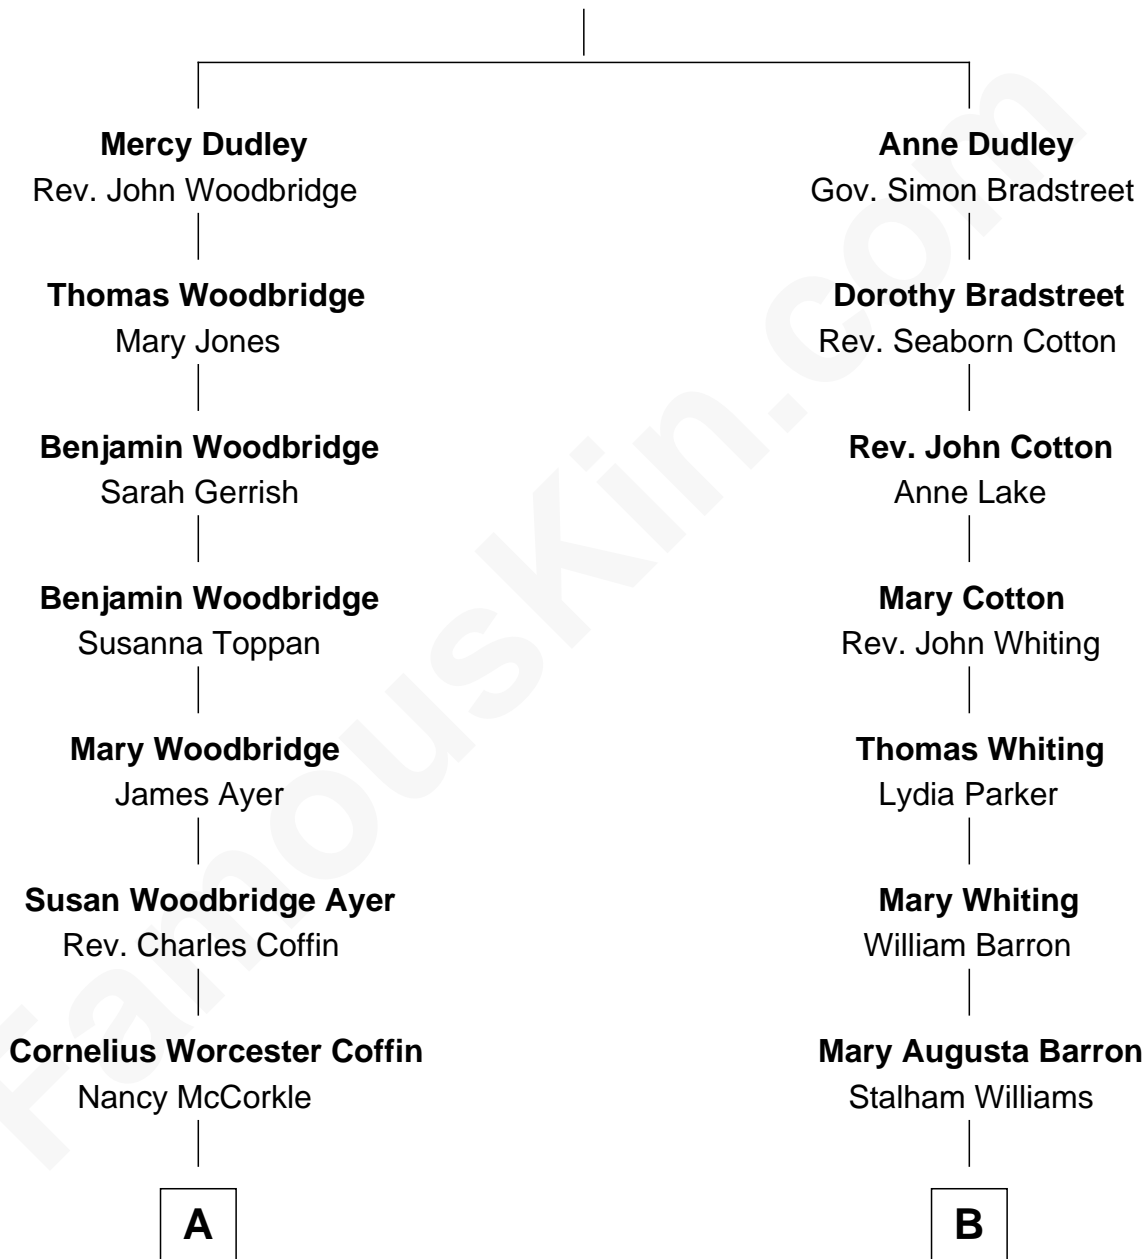 Mercy Dudley
Rev. John Woodbridge
Anne Dudley
Gov. Simon Bradstreet
Thomas Woodbridge
Mary Jones
Dorothy Bradstreet
Rev. Seaborn Cotton
Benjamin Woodbridge
Sarah Gerrish
Rev. John Cotton
Anne Lake
Benjamin Woodbridge
Susanna Toppan
Mary Cotton
Rev. John Whiting
Mary Woodbridge
James Ayer
Thomas Whiting
Lydia Parker
Susan Woodbridge Ayer
Rev. Charles Coffin
Mary Whiting
William Barron
Cornelius Worcester Coffin
Nancy McCorkle
Mary Augusta Barron
Stalham Williams
A
B
FamousKin.com